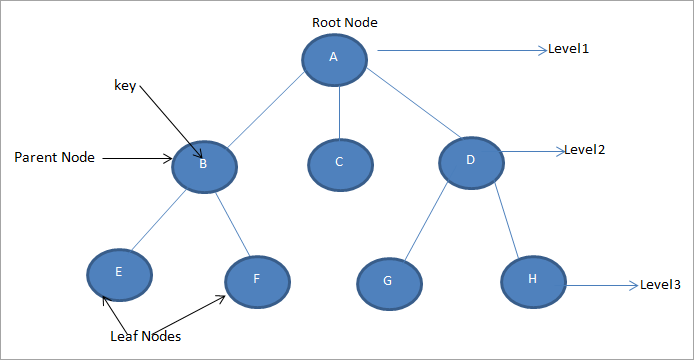 Root Node
A
Level1
key
Parent Node
B
C
D
Level2
E
F
G
H
Level3
Leaf Nodes